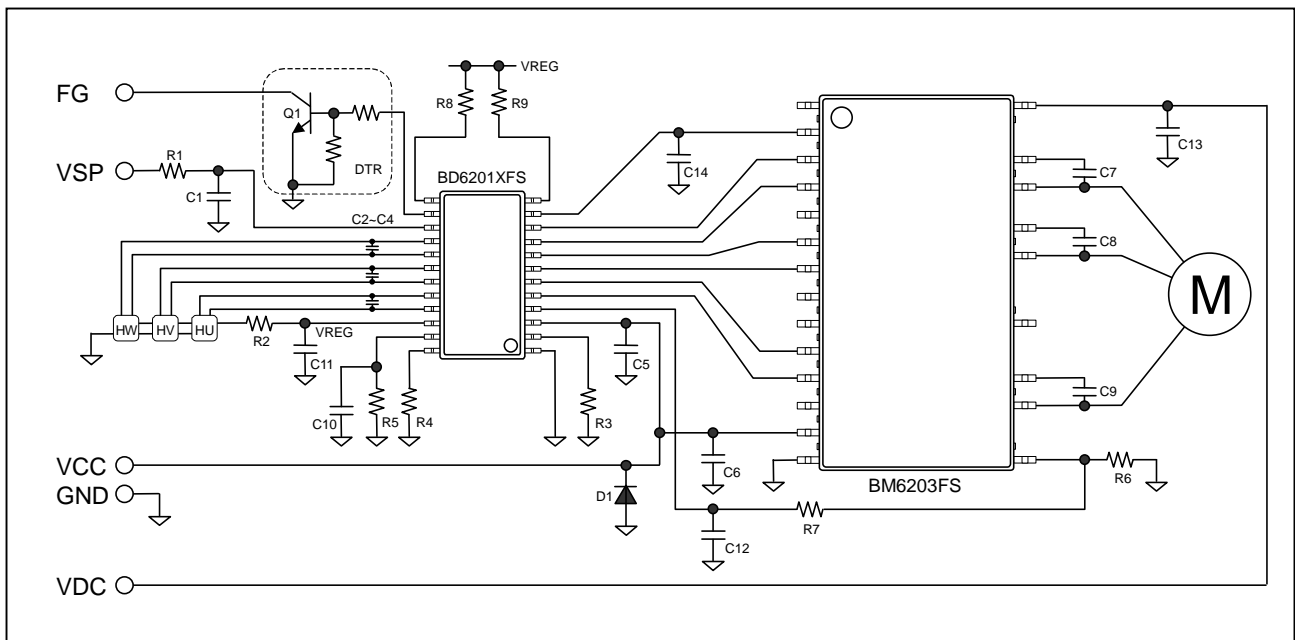 VREG
FG
Q1
R8
R9
C13
VSP
R1
DTR
C14
C7
BD6201XFS
C1
C2~C4
C8
M
HW
HV
HU
R2
VREG
C11
C5
C9
C10
R5
R4
R3
VCC
C6
R6
GND
D1
BM6203FS
R7
C12
VDC